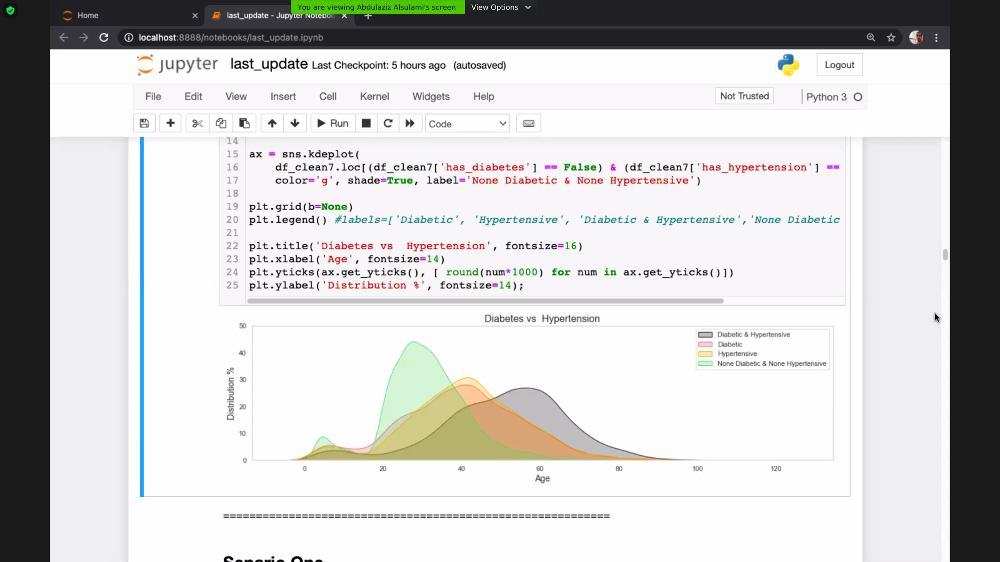 You are viewing Abdulaziz Alsulami's screen View Options
Home
last_update - Jupyter Noteboo
localhost:8888/notebooks/last_update.ipynb
jupyter last_update Last Checkpoint: 5 hours ago (autosaved)
Logout
File Edit View Insert Cell Kernel Widgets Help
Not Trusted
Python 3
Run
Code
14
15 ax = sns.kdeplot(
16 df_clean7.loc[(df_clean7['has_diabetes'] == False) & (df_clean7['has_hypertension'] ==
17 color='g', shade=True, label='None Diabetic & None Hypertensive')
18
19 plt.grid(b=None)
20 plt.legend() #labels=['Diabetic', 'Hypertensive', 'Diabetic & Hypertensive','None Diabetic
21
22 plt.title('Diabetes vs  Hypertension', fontsize=16)
23 plt.xlabel('Age', fontsize=14)
24 plt.yticks(ax.get_yticks(), [ round(num*1000) for num in ax.get_yticks()])
25 plt.ylabel('Distribution %', fontsize=14);
Diabetes vs  Hypertension
50
40
30
20
10
0
Distribution %
Diabetic & Hypertensive
Diabetic
Hypertensive
None Diabetic & None Hypertensive
0 20 40 60 80 100 120
Age
===========================================================
Senario One